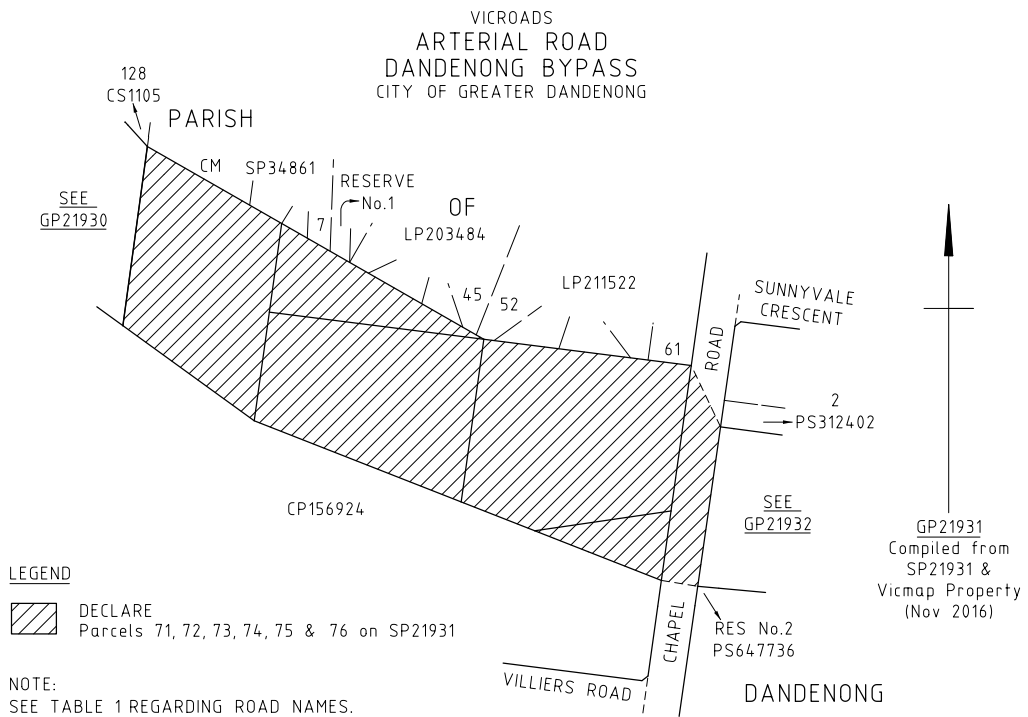 VICROADS
ARTERIAL ROAD
DANDENONG BYPASS
CITY OF GREATER DANDENONG
128
CS1105
PARISH
CM
SP34861
RESERVE
No.1
7
OF
LP203484
SEE
GP21930
45
52
LP211522
61
ROAD
SUNNYVALE
CRESCENT
2
PS312402
CP156924
SEE
GP21932
GP21931
Compiled from
SP21931 &
Vicmap Property
(Nov 2016)
LEGEND
DECLARE
Parcels 71, 72, 73, 74, 75 & 76 on SP21931
CHAPEL
RES No.2
PS647736
VILLIERS ROAD
DANDENONG
NOTE:
SEE TABLE 1 REGARDING ROAD NAMES.